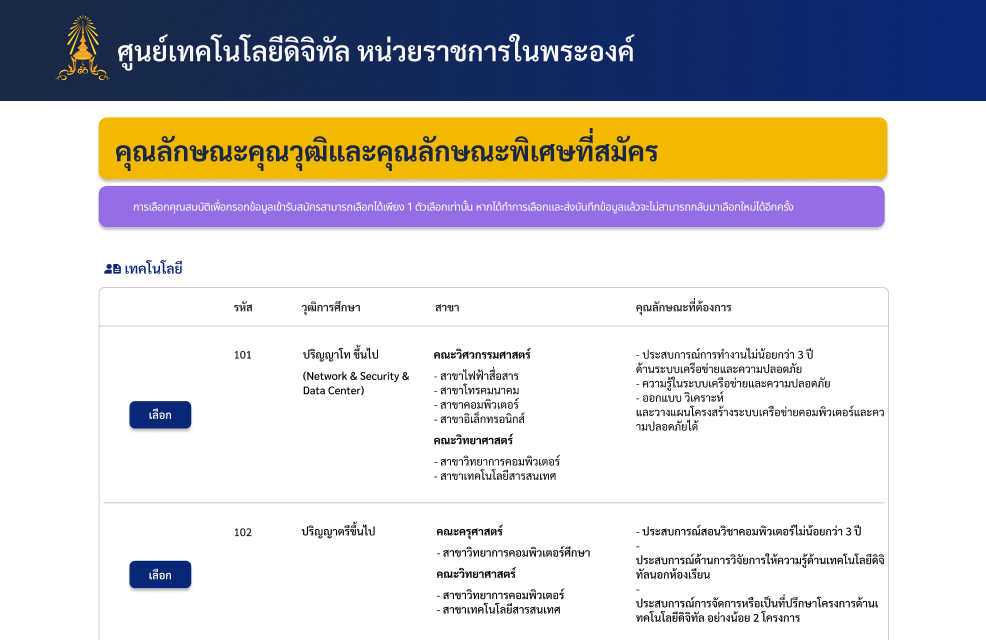 ศูนย์เทคโนโลยีดิจิทัล หน่วยราชการในพระองค์
คุณลักษณะคุณวุฒิและคุณลักษณะพิเศษที่สมัคร
การเลือกคุณสมบัติเพื่อกรอกข้อมูลเข้ารับสมัครสามารถเลือกได้เพียง 1 ตัวเลือกเท่านั้น หากได้ทำการเลือกและส่งบันทึกข้อมูลแล้วจะไม่สามารถกลับมาเลือกใหม่ได้อีกครั้ง
เทคโนโลยี
รหัส วุฒิการศึกษา สาขา คุณลักษณะที่ต้องการ
เลือก
101
ปริญญาโท ขึ้นไป
(Network & Security &
Data Center)
คณะวิศวกรรมศาสตร์
- สาขาไฟฟ้าสื่อสาร
- สาขาโทรคมนาคม
- สาขาคอมพิวเตอร์
- สาขาอิเล็กทรอนิกส์
คณะวิทยาศาสตร์
- สาขาวิทยาการคอมพิวเตอร์
- สาขาเทคโนโลยีสารสนเทศ
- ประสบการณ์การทำงานไม่น้อยกว่า 3 ปี
ด้านระบบเครือข่ายและความปลอดภัย
- ความรู้ในระบบเครือข่ายและความปลอดภัย
- ออกแบบ วิเคราะห์
และวางแผนโครงสร้างระบบเครือข่ายคอมพิวเตอร์และคว
ามปลอดภัยได้
เลือก
102
ปริญญาตรีขึ้นไป
คณะครุศาสตร์
- สาขาวิทยาการคอมพิวเตอร์ศึกษา
คณะวิทยาศาสตร์
- สาขาวิทยาการคอมพิวเตอร์
- สาขาเทคโนโลยีสารสนเทศ
- ประสบการณ์สอนวิชาคอมพิวเตอร์ไม่น้อยกว่า 3 ปี
-
ประสบการณ์ด้านการวิจัยการให้ความรู้ด้านเทคโนโลยีดิจิ
ทัลนอกห้องเรียน
-
ประสบการณ์การจัดการหรือเป็นที่ปรึกษาโครงการด้านเ
ทคโนโลยีดิจิทัล อย่างน้อย 2 โครงการ